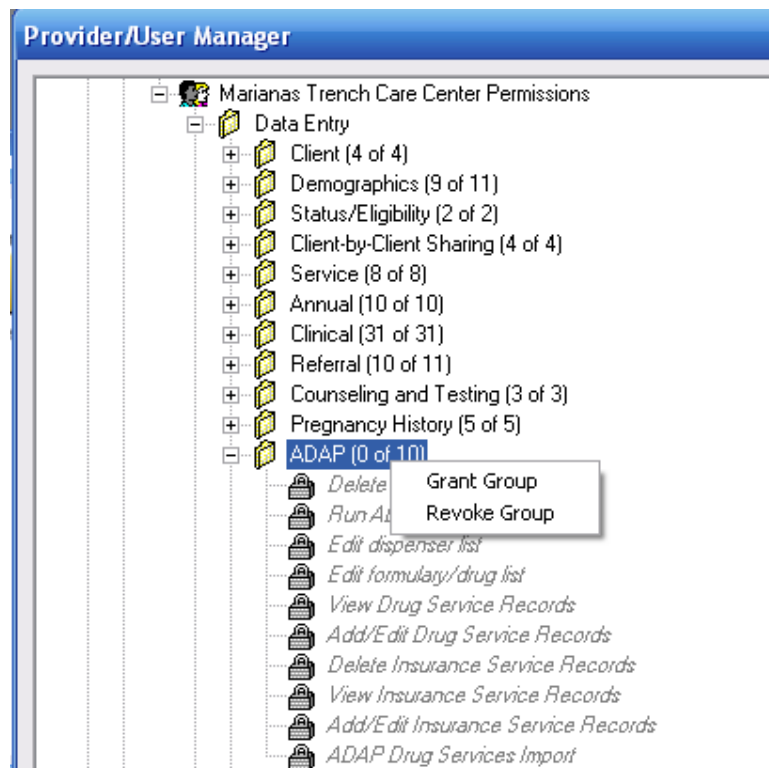 Provider/User Manager
Marianas Trench Care Center Permissions
Data Entry
Client (4 of 4)
Demographics (9 of 11)
Status/Eligibility (2 of 2)
Client-by-Client Sharing (4 of 4)
Service (8 of 8)
Annual (10 of 10)
Clinical (31 of 31)
Referral (10 of 11)
Counseling and Testing (3 of 3)
Pregnancy History (5 of 5)
ADAP (0 of 10)
Grant Group
Revoke Group
Delete
Run
Edit dispenser list
Edit formulary/drug list
View Drug Service Records
Add/Edit Drug Service Records
Delete Insurance Service Records
View Insurance Service Records
Add/Edit Insurance Service Records
ADAP Drug Services Import